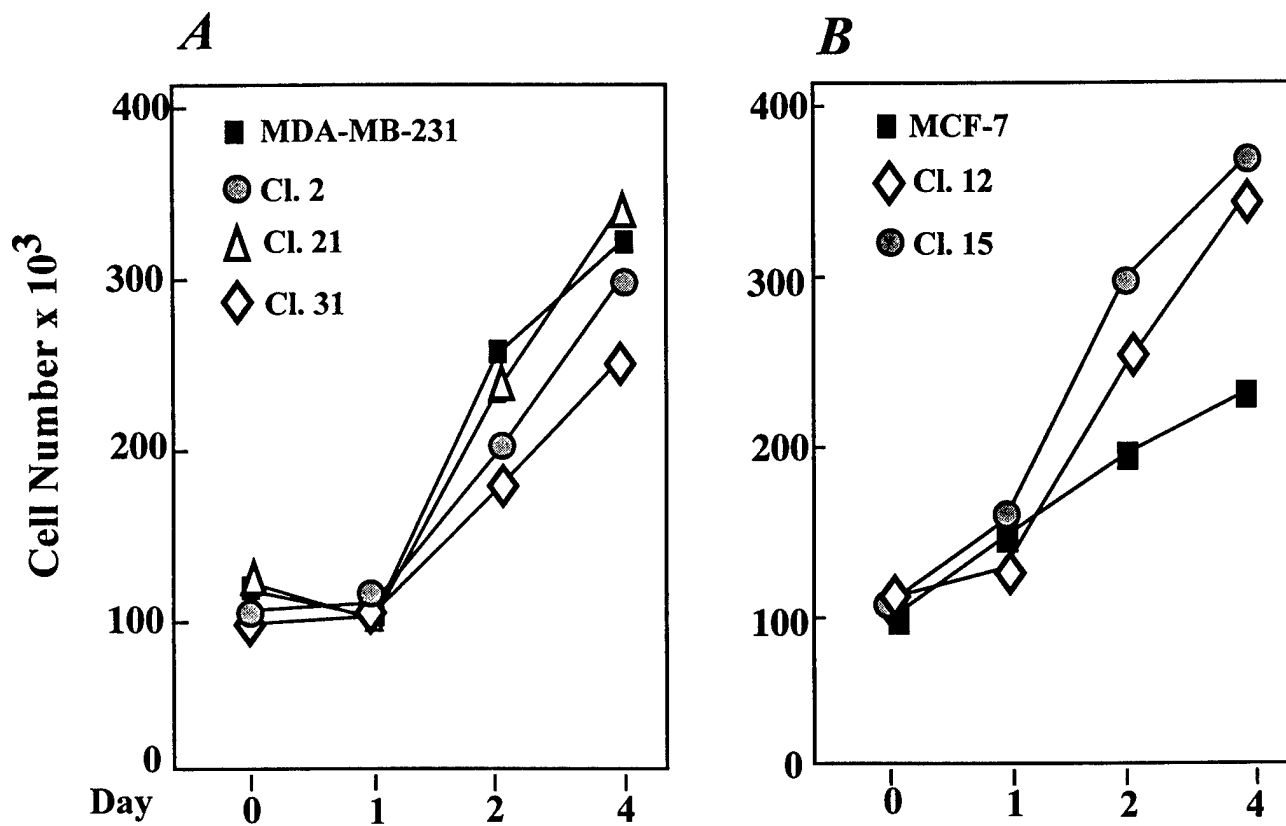 A
400
300
200
100
0
Cell Number x 10³
MDA-MB-231
Cl. 2
Cl. 21
Cl. 31
Day 0 1 2 4
B
400
300
200
100
0
MCF-7
Cl. 12
Cl. 15
0 1 2 4